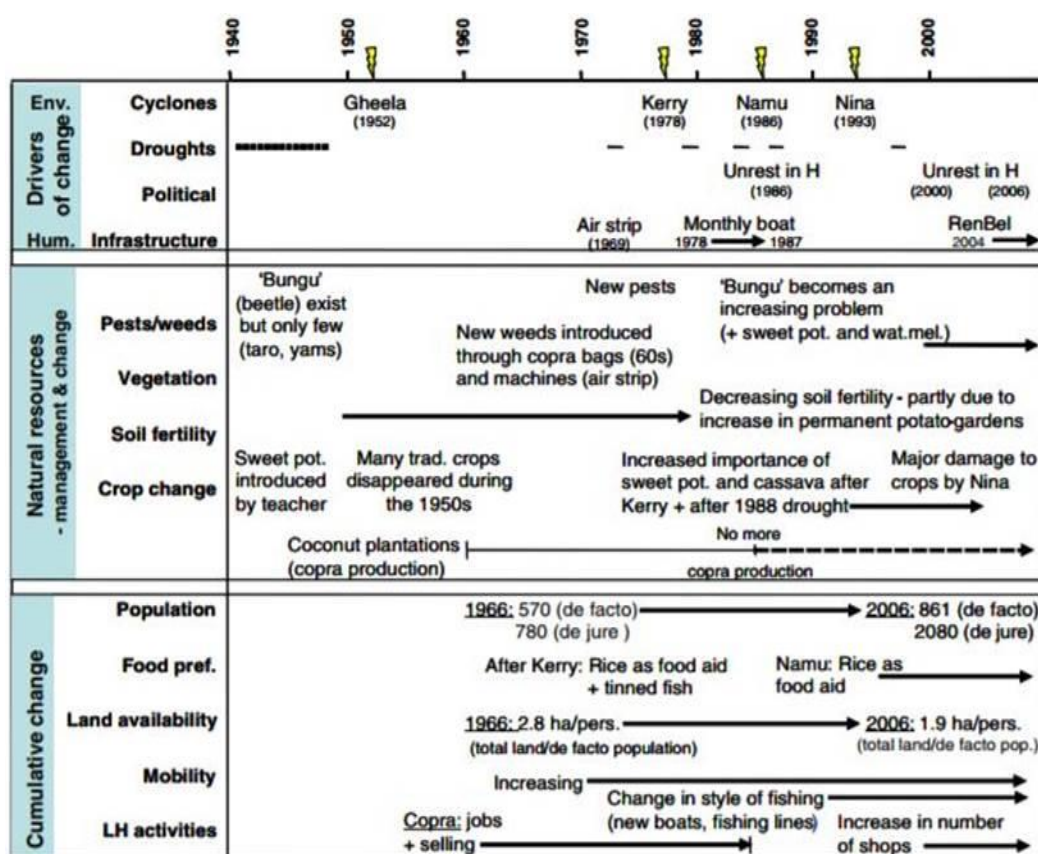 1940 1950 1960 1970 1980 1990 2000
Drivers of change
Env.
Hum.
Cyclones
Gheela Kerry Namu Nina
(1952) (1978) (1986) (1993)
Droughts
Political
Unrest in H Unrest in H
(1986) (2000) (2006)
Infrastructure
Air strip Monthly boat RenBel
(1969) 1978 1987 2004
Natural resources
- management & change
Pests/weeds
'Bungu'
(beetle) exist
but only few
(taro, yams)
New pests
'Bungu' becomes an
increasing problem
(+ sweet pot. and wat.mel.)
Vegetation
New weeds introduced
through copra bags (60s)
and machines (air strip)
Soil fertility
Decreasing soil fertility - partly due to
increase in permanent potato-gardens
Crop change
Sweet pot.
introduced
by teacher
Many trad. crops
disappeared during
the 1950s
Increased importance of
sweet pot. and cassava after
Kerry + after 1988 drought
Major damage to
crops by Nina
Coconut plantations
(copra production)
No more
copra production
Cumulative change
Population
1966: 570 (de facto)
780 (de jure )
2006: 861 (de facto)
2080 (de jure)
Food pref.
After Kerry: Rice as food aid
+ tinned fish
Namu: Rice as
food aid
Land availability
1966: 2.8 ha/pers.
(total land/de facto population)
2006: 1.9 ha/pers.
(total land/de facto pop.)
Mobility
Increasing
LH activities
Change in style of fishing
(new boats, fishing lines)
Copra: jobs
+ selling
Increase in number
of shops